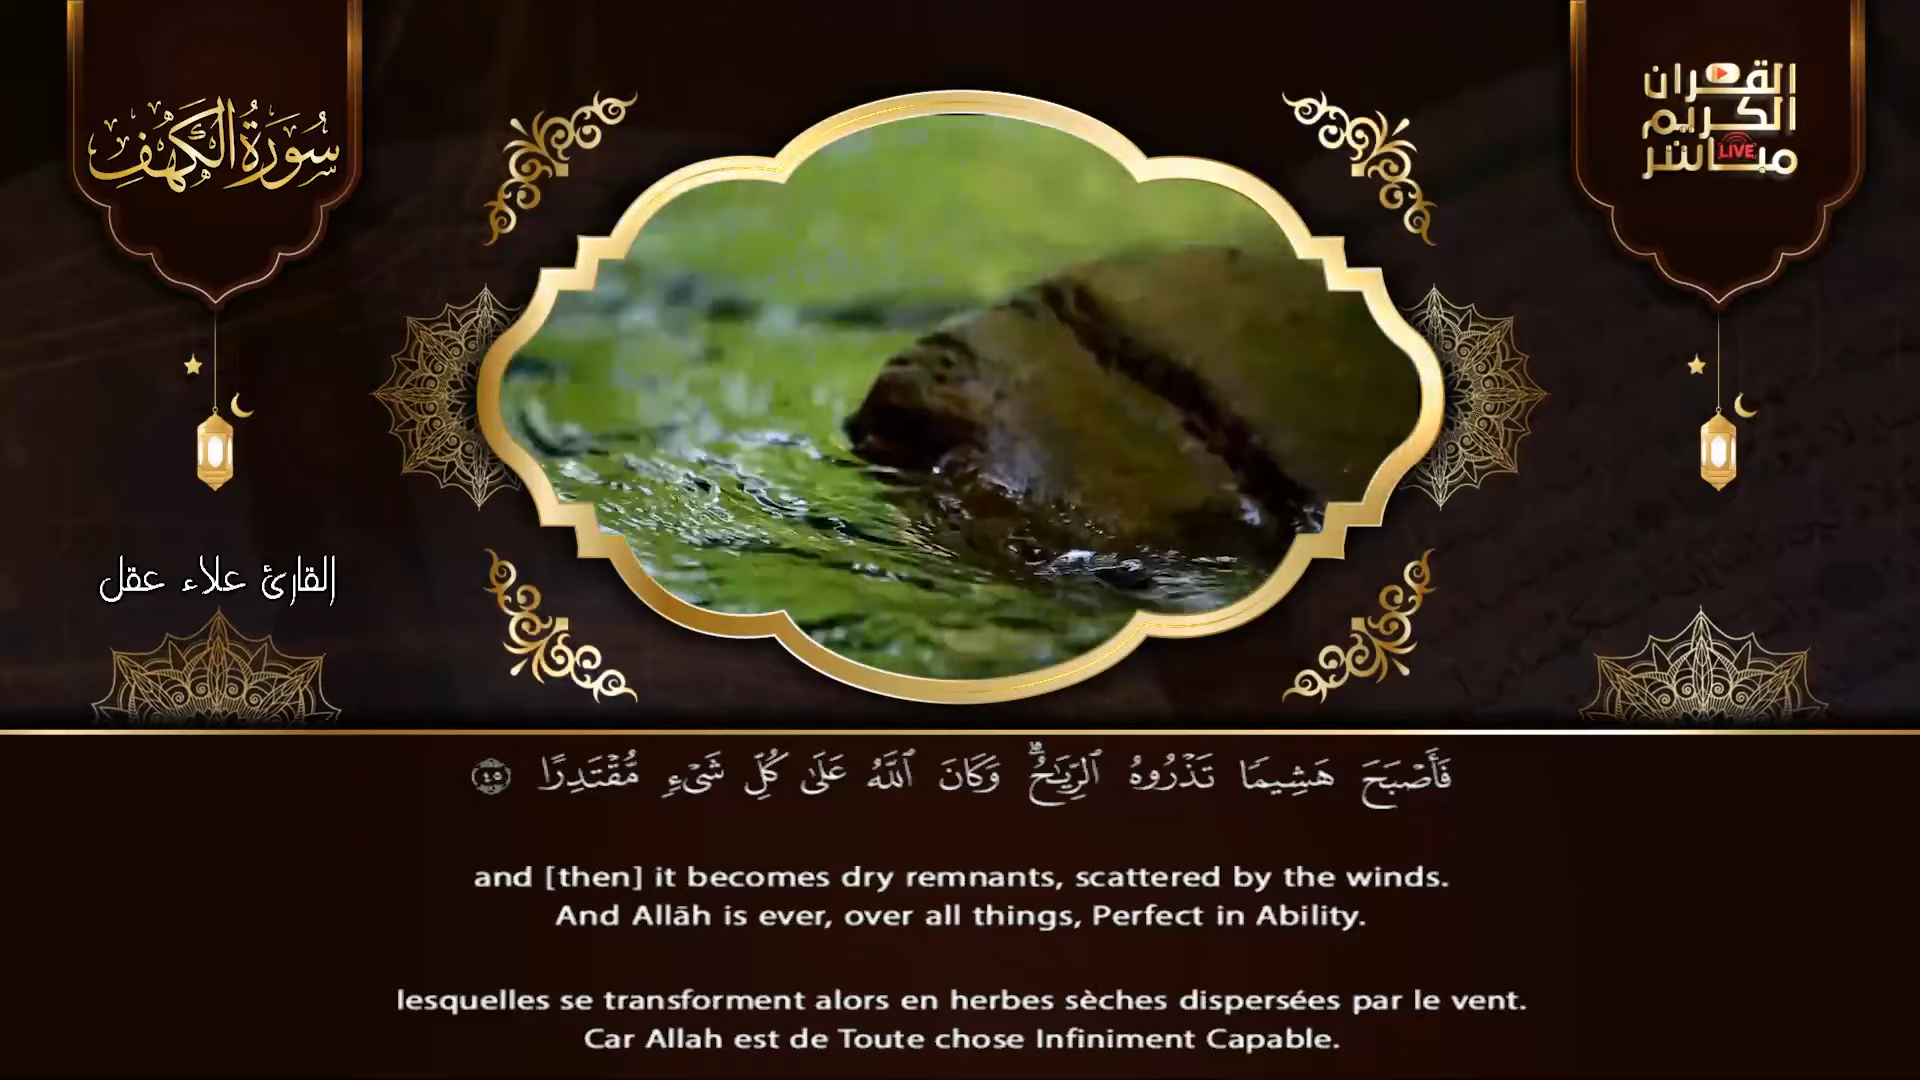 سُورَةُ الكَهْفِ
القران
الكريم
مباشر
LIVE
القارئ علاء عقل
فَأَصْبَحَ هَشِيمًا تَذْرُوهُ ٱلرِّيَـٰحُ ۗ وَكَانَ ٱللَّهُ عَلَىٰ كُلِّ شَىْءٍ مُّقْتَدِرًا ٤٥
and [then] it becomes dry remnants, scattered by the winds.
And Allāh is ever, over all things, Perfect in Ability.
lesquelles se transforment alors en herbes sèches dispersées par le vent.
Car Allah est de Toute chose Infiniment Capable.